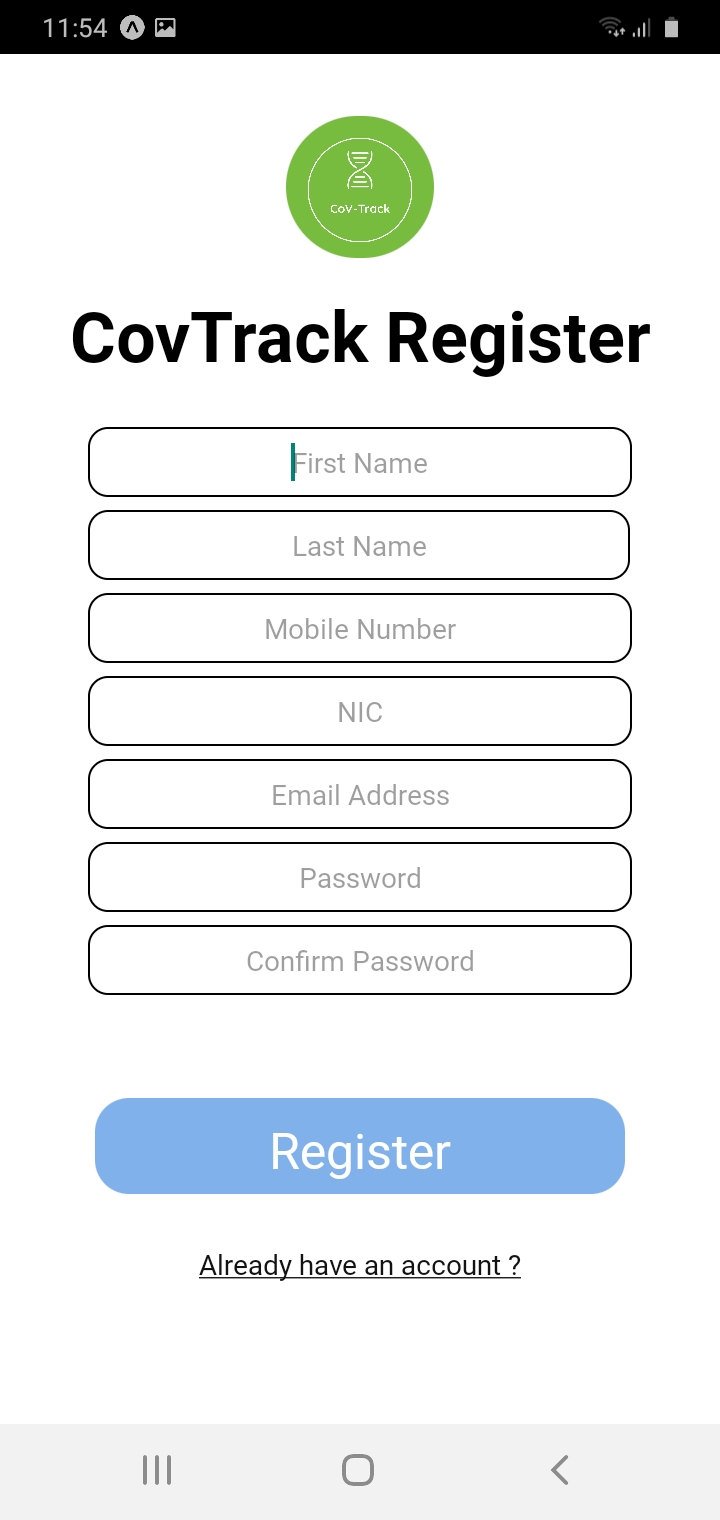 11:54
CoV-Track
CovTrack Register
First Name
Last Name
Mobile Number
NIC
Email Address
Password
Confirm Password
Register
Already have an account ?